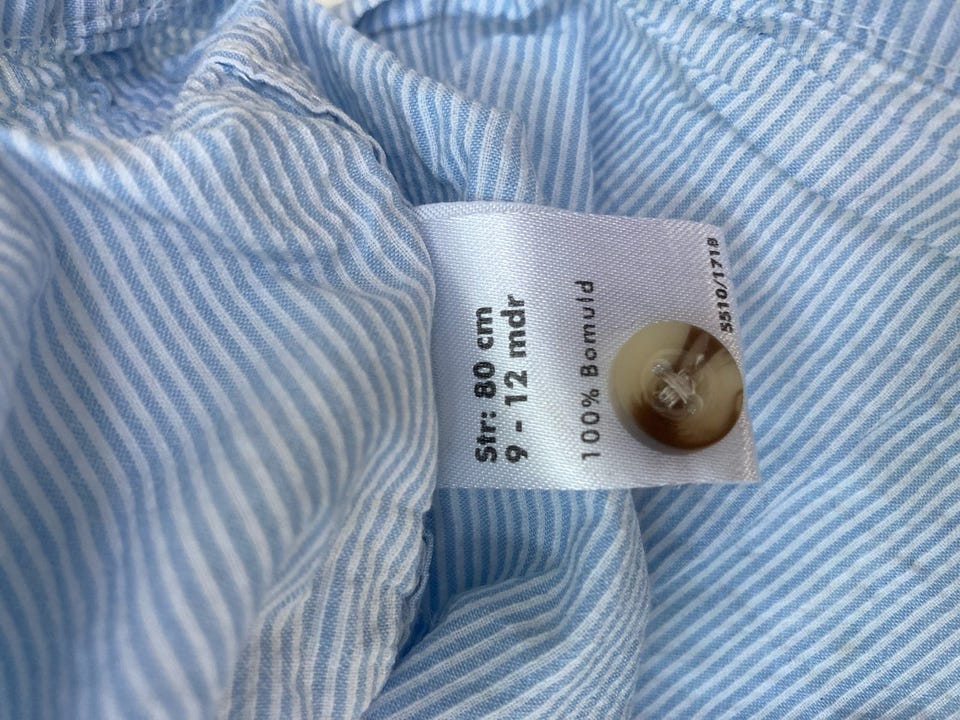 Str: 80 cm
9 - 12 mdr
100% Bomuld
5510/1718